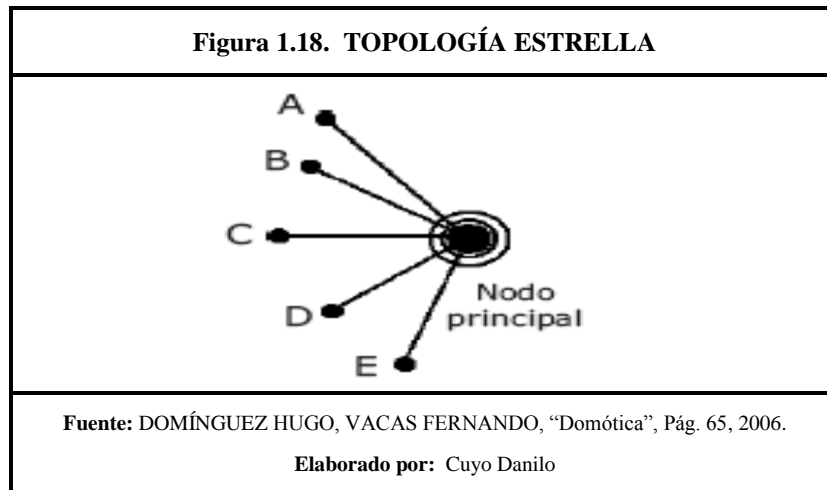 Figura 1.18. TOPOLOGÍA ESTRELLA
A
B
C
D
E
Nodo
principal
Fuente: DOMÍNGUEZ HUGO, VACAS FERNANDO, “Domótica”, Pág. 65, 2006.
Elaborado por: Cuyo Danilo